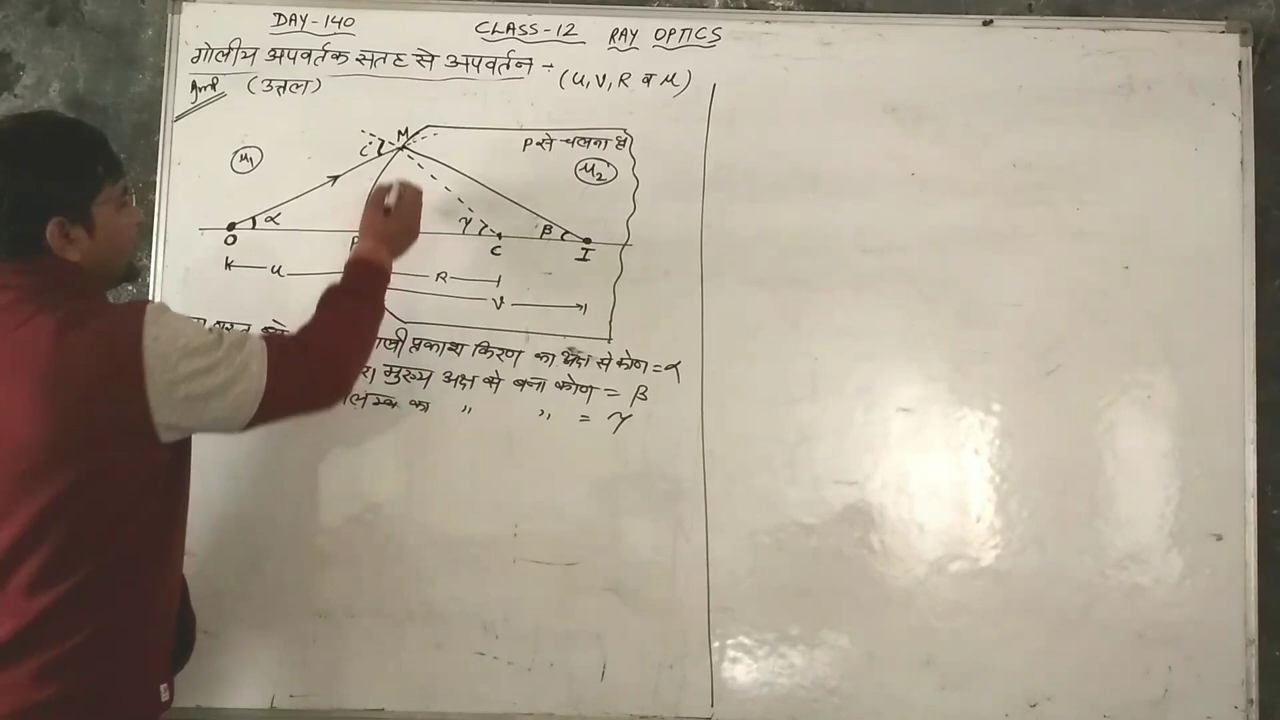 DAY-140 CLASS-12 RAY OPTICS
गोलीय अपवर्तक सतह से अपवर्तन - (u, v, R व μ)
Imp (उत्तल)
M
i
P से चलना है
μ1
μ2
α γ β
O P C I
u R
v
प्रकाश किरण का अक्ष से कोण = α
मुख्य अक्ष से बना कोण = β
का " " = γ